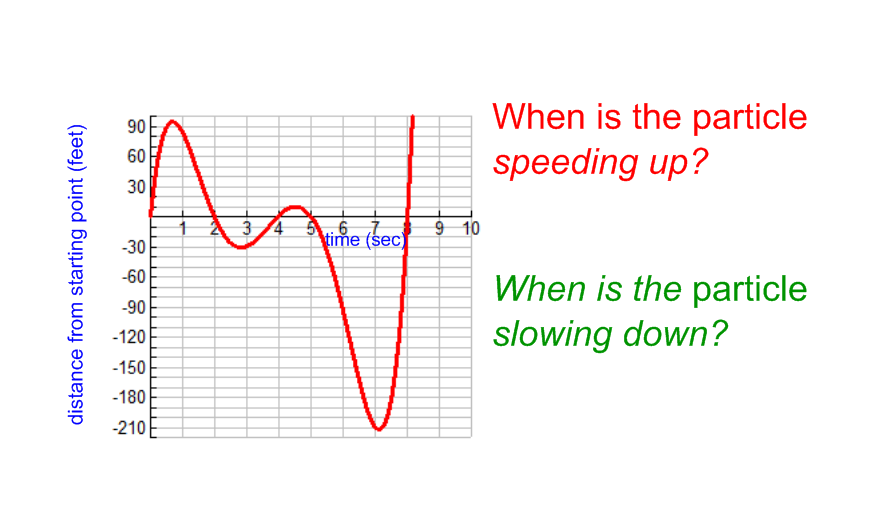 When is the particle
speeding up?
When is the particle
slowing down?
distance from starting point (feet)
90
60
30
-30
-60
-90
-120
-150
-180
-210
1 2 3 4 5 6 7 8 9 10
time (sec)